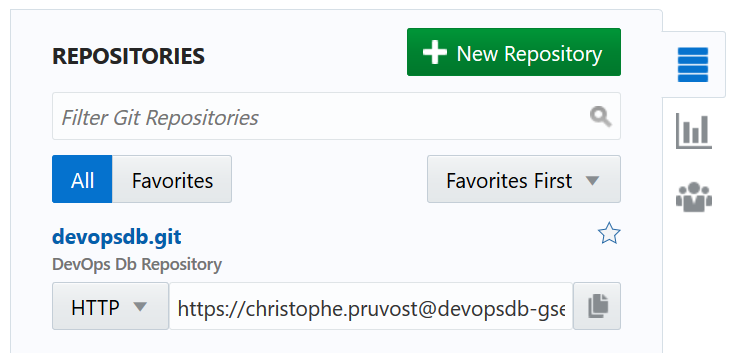 REPOSITORIES
New Repository
Filter Git Repositories
All Favorites Favorites First
devopsdb.git
DevOps Db Repository
HTTP https://christophe.pruvost@devopsdb-gse